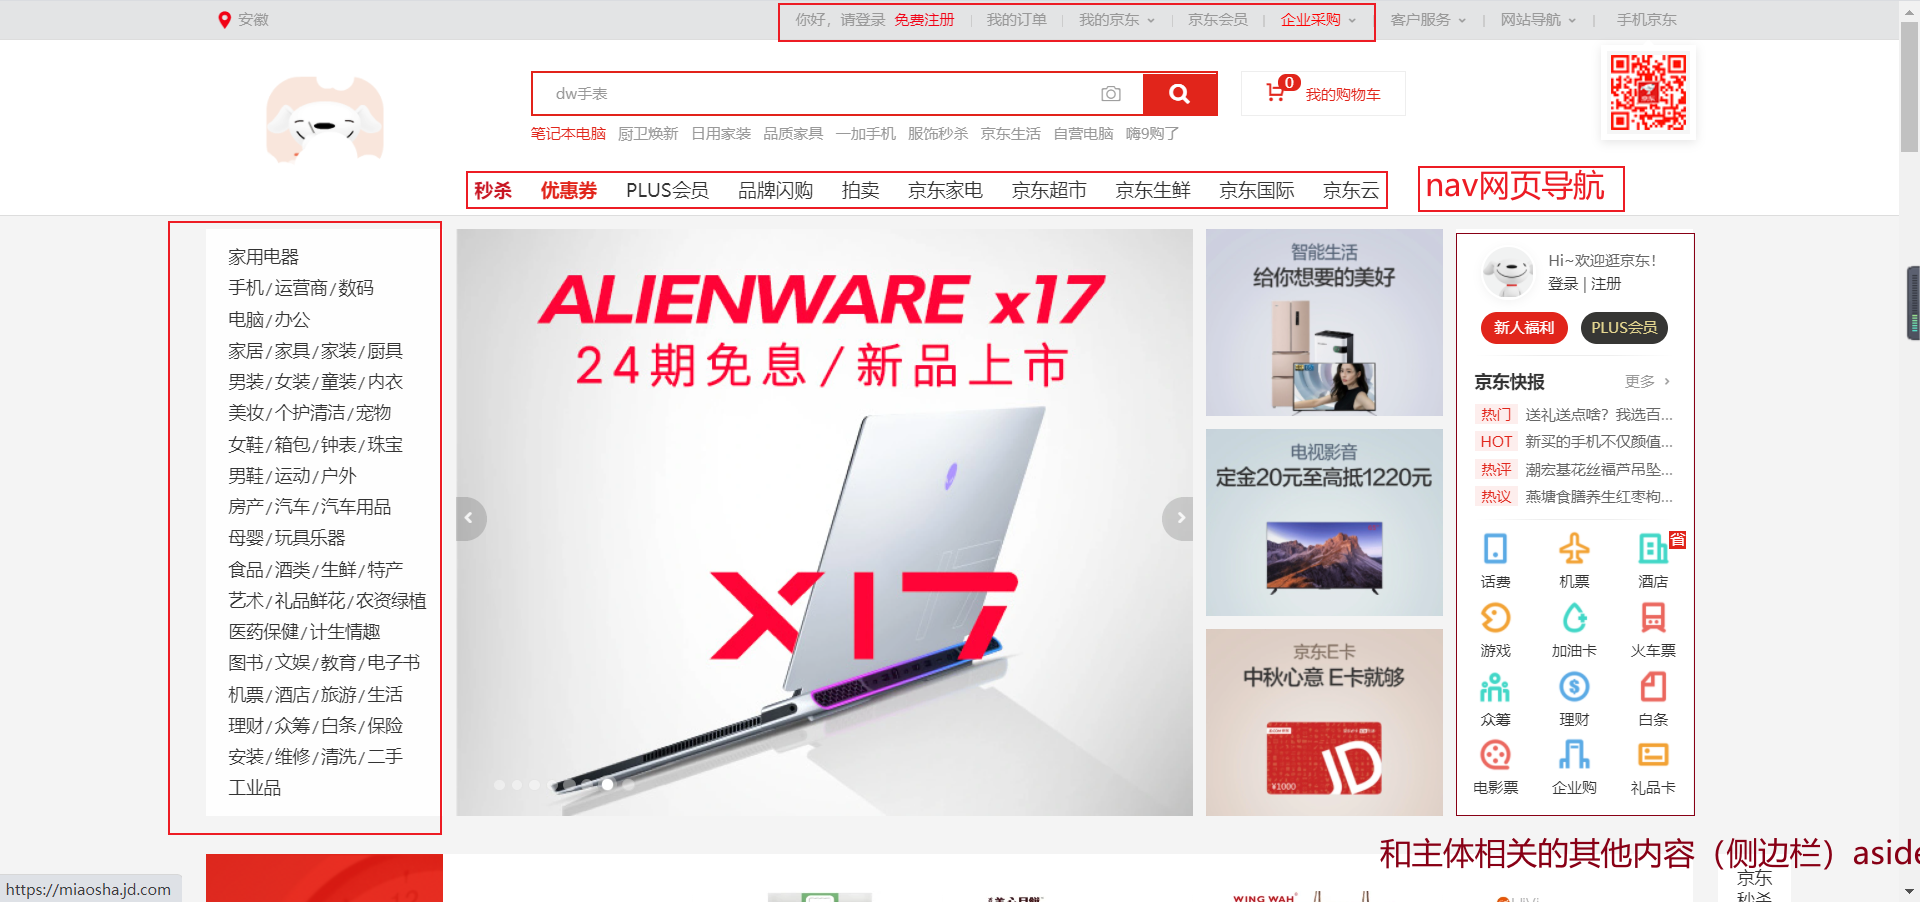 安徽
你好，请登录 免费注册 我的订单 我的京东 京东会员 企业采购 客户服务 网站导航 手机京东
dw手表
0
我的购物车
笔记本电脑 厨卫焕新 日用家装 品质家具 一加手机 服饰秒杀 京东生活 自营电脑 嗨9购了
秒杀 优惠券 PLUS会员 品牌闪购 拍卖 京东家电 京东超市 京东生鲜 京东国际 京东云
nav网页导航
家用电器
手机/运营商/数码
电脑/办公
家居/家具/家装/厨具
男装/女装/童装/内衣
美妆/个护清洁/宠物
女鞋/箱包/钟表/珠宝
男鞋/运动/户外
房产/汽车/汽车用品
母婴/玩具乐器
食品/酒类/生鲜/特产
艺术/礼品鲜花/农资绿植
医药保健/计生情趣
图书/文娱/教育/电子书
机票/酒店/旅游/生活
理财/众筹/白条/保险
安装/维修/清洗/二手
工业品
ALIENWARE x17
24期免息/新品上市
X17
智能生活
给你想要的美好
电视影音
定金20元至高抵1220元
京东E卡
中秋心意 E卡就够
JD
¥1000
Hi~欢迎逛京东!
登录 | 注册
新人福利 PLUS会员
京东快报 更多
热门 送礼送点啥? 我选百...
HOT 新买的手机不仅颜值...
热评 潮宏基花丝福芦吊坠...
热议 燕塘食膳养生红枣枸...
省
话费 机票 酒店
游戏 加油卡 火车票
众筹 理财 白条
电影票 企业购 礼品卡
和主体相关的其他内容（侧边栏）aside
京东
秒杀
WING WAH
https://miaosha.jd.com